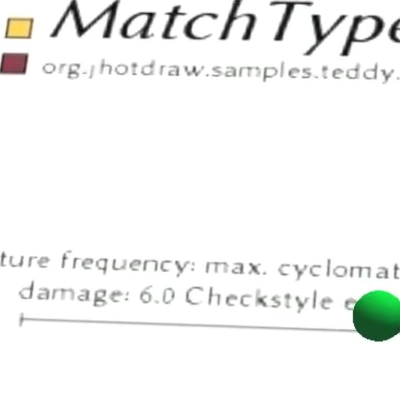 MatchType
org.jhotdraw.samples.teddy.
ture frequency: max. cyclomat
damage: 6.0 Checkstyle e